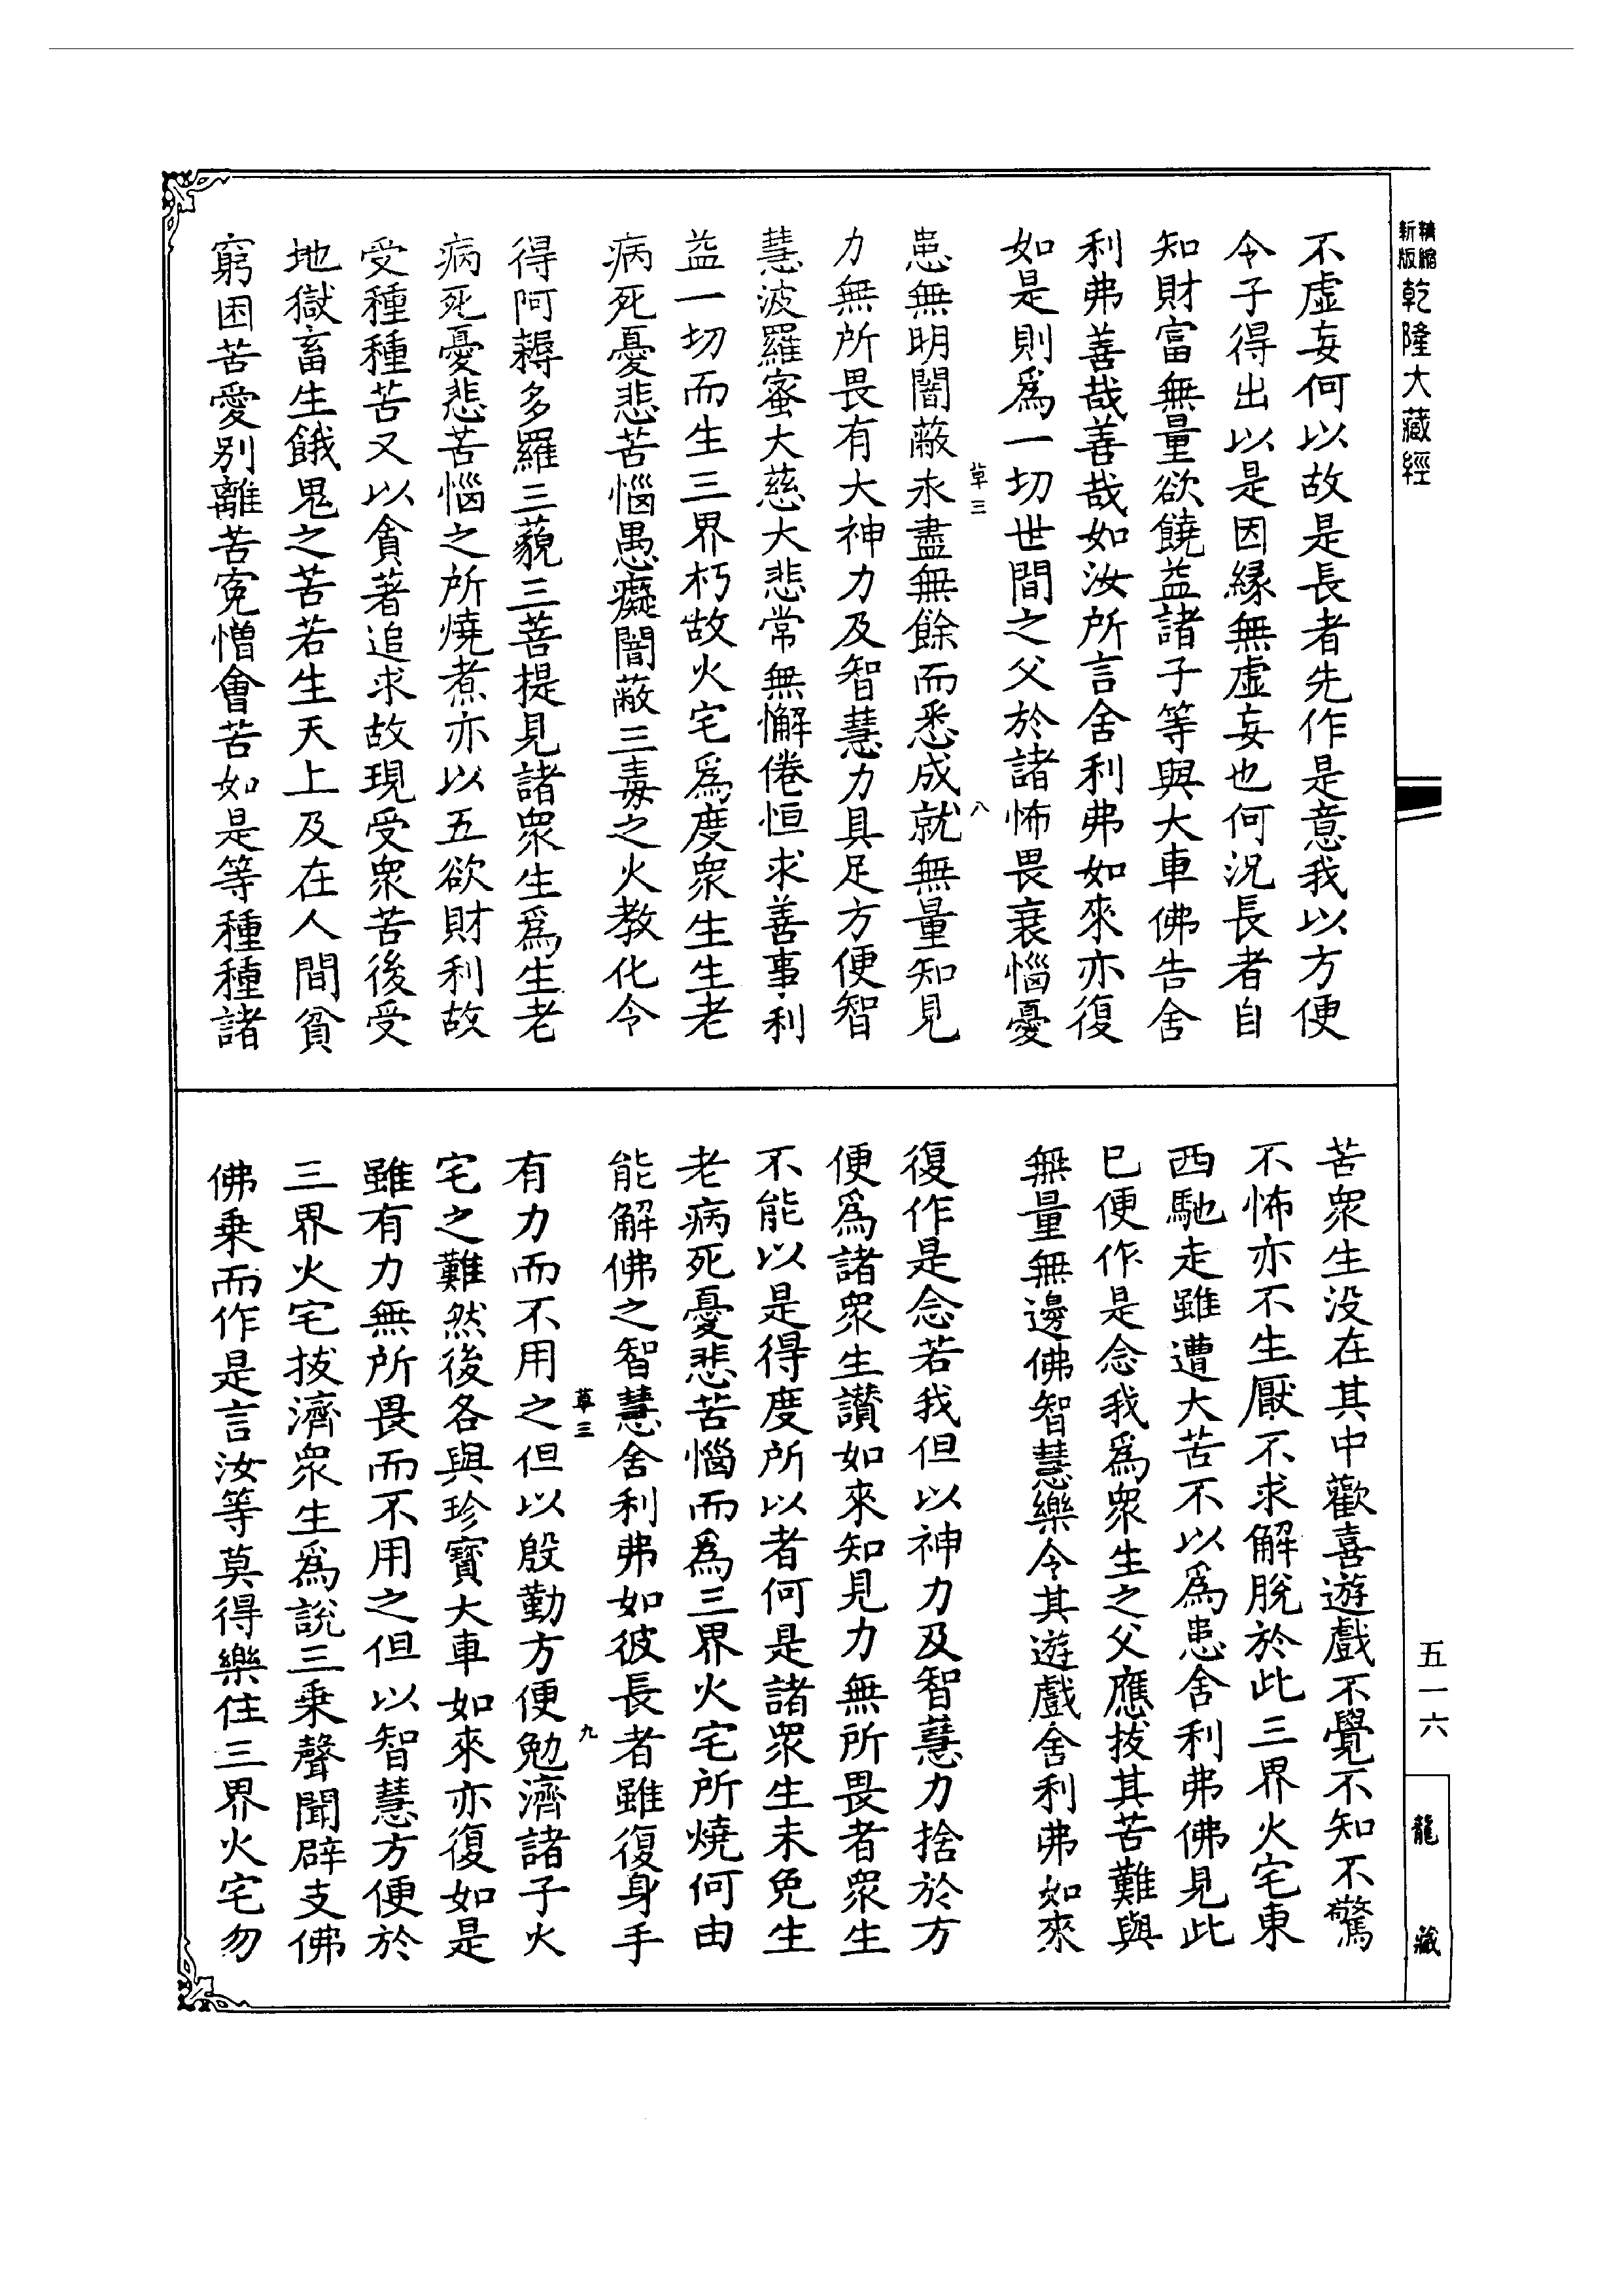 新版精縮乾隆大藏經
不虛妄何以故是長者先作是意我以方便
令子得出以是因緣無虛妄也何況長者自
知財富無量欲饒益諸子等與大車佛告舍
利弗善哉善哉如汝所言舍利弗如來亦復
如是則爲一切世間之父於諸怖畏衰惱憂
草三 八
患無明闇蔽永盡無餘而悉成就無量知見
力無所畏有大神力及智慧力具足方便智
慧波羅蜜大慈大悲常無懈倦恒求善事利
益一切而生三界朽故火宅爲度衆生生老
病死憂悲苦惱愚癡闇蔽三毒之火教化令
得阿耨多羅三藐三菩提見諸衆生爲生老
病死憂悲苦惱之所燒煮亦以五欲財利故
受種種苦又以貪著追求故現受衆苦後受
地獄畜生餓鬼之苦若生天上及在人間貧
窮困苦愛别離苦寃憎會苦如是等種種諸
苦衆生没在其中歡喜遊戲不覺不知不驚
不怖亦不生厭不求解脫於此三界火宅東
西馳走雖遭大苦不以爲患舍利弗佛見此
已便作是念我爲衆生之父應拔其苦難與
無量無邊佛智慧樂令其遊戲舍利弗如來
復作是念若我但以神力及智慧力捨於方
便爲諸衆生讃如來知見力無所畏者衆生
不能以是得度所以者何是諸衆生未免生
老病死憂悲苦惱而爲三界火宅所燒何由
能解佛之智慧舍利弗如彼長者雖復身手
草三 九
有力而不用之但以殷勤方便勉濟諸子火
宅之難然後各與珍寳大車如來亦復如是
雖有力無所畏而不用之但以智慧方便於
三界火宅拔濟衆生爲說三乗聲聞辟支佛
佛乗而作是言汝等莫得樂住三界火宅勿
五一六
龍藏